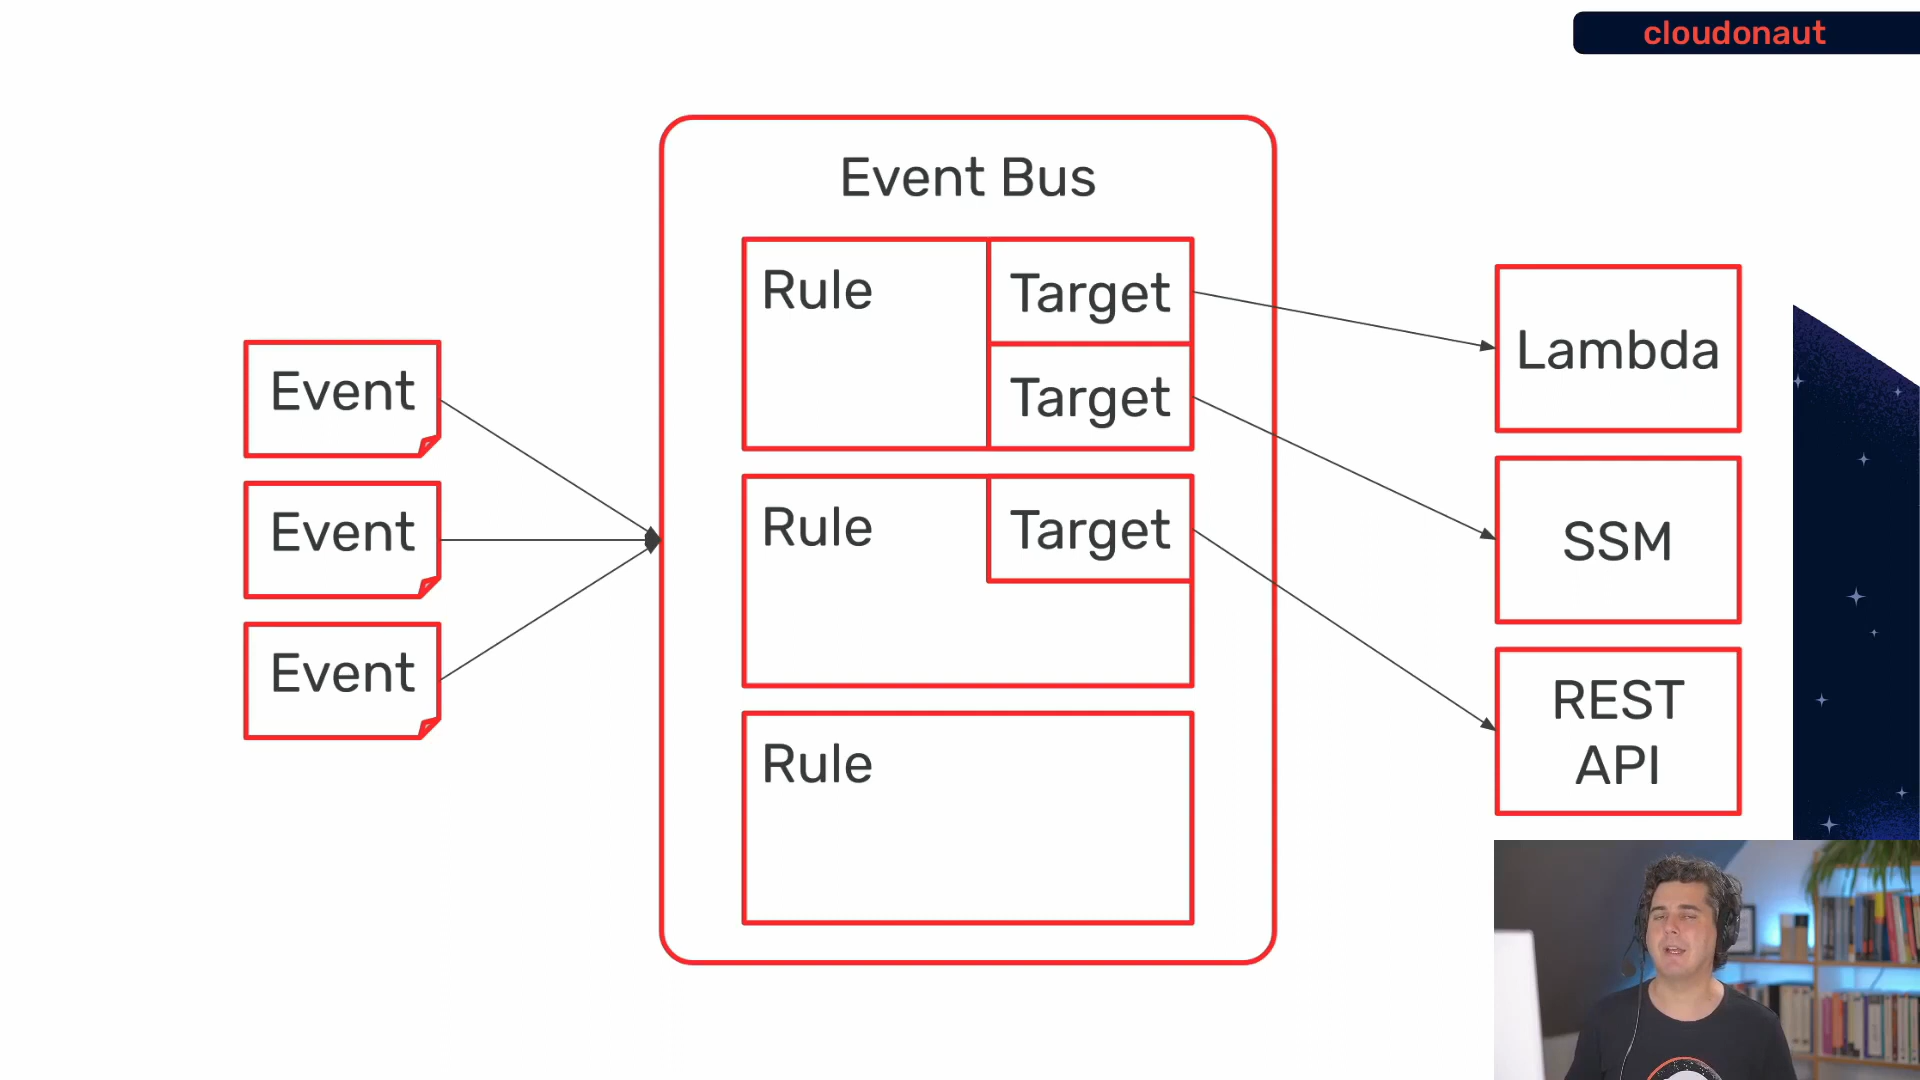 cloudonaut
Event Bus
Event
Event
Event
Rule
Target
Target
Rule
Target
Rule
Lambda
SSM
REST
API